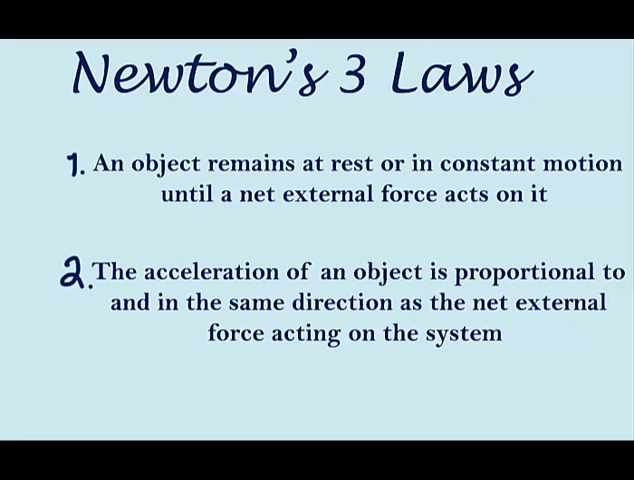 Newton's 3 Laws
1. An object remains at rest or in constant motion
until a net external force acts on it
2. The acceleration of an object is proportional to
and in the same direction as the net external
force acting on the system